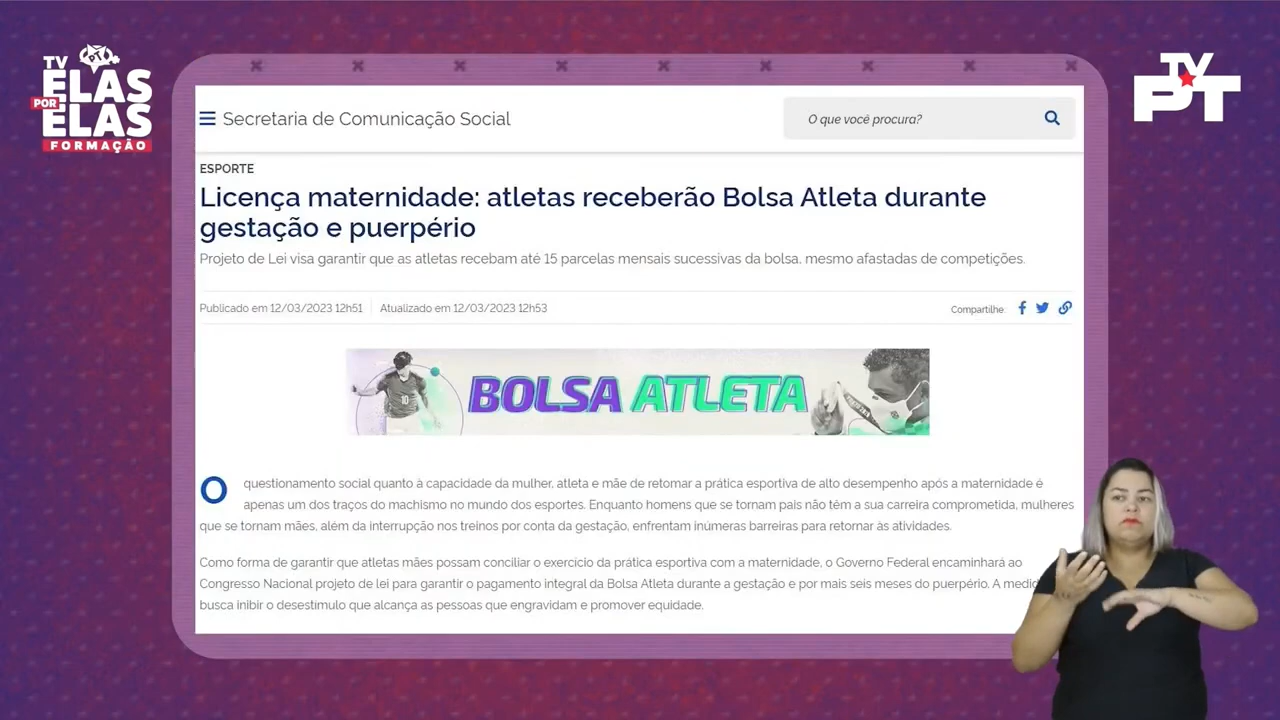 TV
ELAS
POR
ELAS
FORMAÇÃO
TV
PT
Secretaria de Comunicação Social
O que você procura?
ESPORTE
Licença maternidade: atletas receberão Bolsa Atleta durante
gestação e puerpério
Projeto de Lei visa garantir que as atletas recebam até 15 parcelas mensais sucessivas da bolsa, mesmo afastadas de competições.
Publicado em 12/03/2023 12h51 Atualizado em 12/03/2023 12h53
Compartilhe:
BOLSA ATLETA
O questionamento social quanto à capacidade da mulher, atleta e mãe de retomar a prática esportiva de alto desempenho após a maternidade é
apenas um dos traços do machismo no mundo dos esportes. Enquanto homens que se tornam pais não têm a sua carreira comprometida, mulheres
que se tornam mães, além da interrupção nos treinos por conta da gestação, enfrentam inúmeras barreiras para retornar às atividades.
Como forma de garantir que atletas mães possam conciliar o exercício da prática esportiva com a maternidade, o Governo Federal encaminhará ao
Congresso Nacional projeto de lei para garantir o pagamento integral da Bolsa Atleta durante a gestação e por mais seis meses do puerpério. A medid
busca inibir o desestímulo que alcança as pessoas que engravidam e promover equidade.